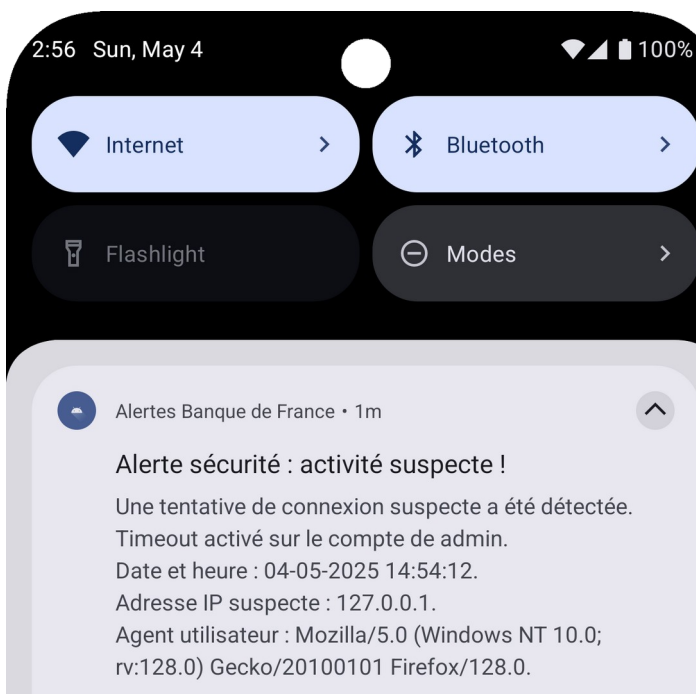 2:56 Sun, May 4 100%
Internet Bluetooth
Flashlight Modes
Alertes Banque de France • 1m
Alerte sécurité : activité suspecte !
Une tentative de connexion suspecte a été détectée.
Timeout activé sur le compte de admin.
Date et heure : 04-05-2025 14:54:12.
Adresse IP suspecte : 127.0.0.1.
Agent utilisateur : Mozilla/5.0 (Windows NT 10.0;
rv:128.0) Gecko/20100101 Firefox/128.0.